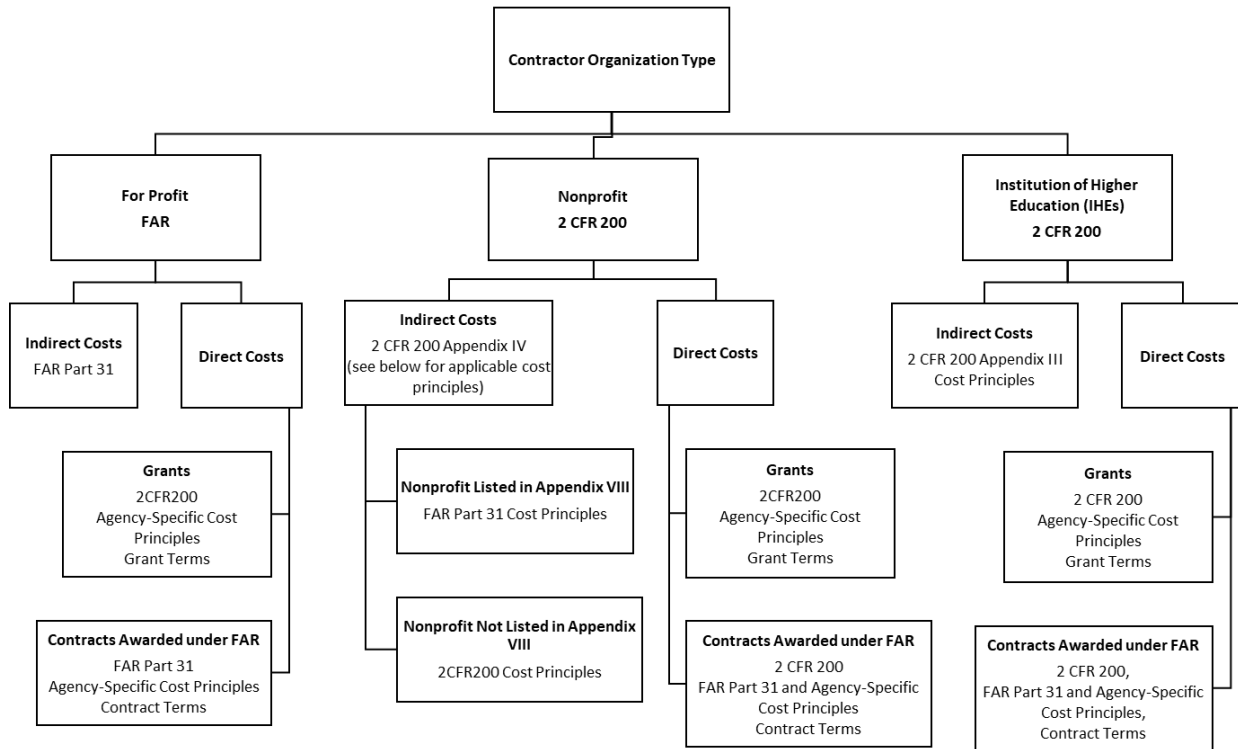 Contractor Organization Type
For Profit
FAR
Nonprofit
2 CFR 200
Institution of Higher
Education (IHEs)
2 CFR 200
Indirect Costs
FAR Part 31
Direct Costs
Indirect Costs
2 CFR 200 Appendix IV
(see below for applicable cost
principles)
Direct Costs
Indirect Costs
2 CFR 200 Appendix III
Cost Principles
Direct Costs
Grants
2CFR200
Agency-Specific Cost
Principles
Grant Terms
Nonprofit Listed in Appendix VIII
FAR Part 31 Cost Principles
Grants
2CFR200
Agency-Specific Cost
Principles
Grant Terms
Grants
2 CFR 200
Agency-Specific Cost
Principles
Grant Terms
Contracts Awarded under FAR
FAR Part 31
Agency-Specific Cost Principles
Contract Terms
Nonprofit Not Listed in Appendix
VIII
2CFR200 Cost Principles
Contracts Awarded under FAR
2 CFR 200
FAR Part 31 and Agency-Specific
Cost Principles
Contract Terms
Contracts Awarded under FAR
2 CFR 200,
FAR Part 31 and Agency-Specific
Cost Principles,
Contract Terms